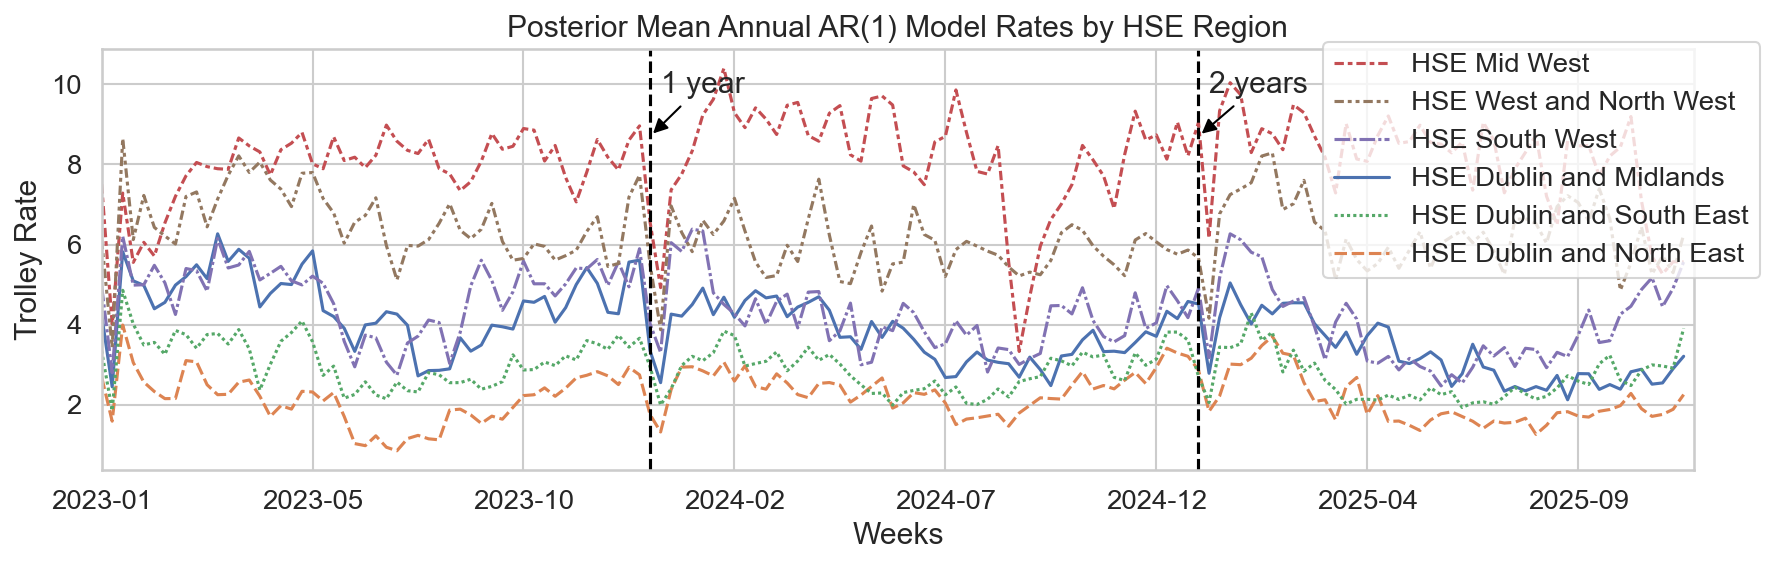 Posterior Mean Annual AR(1) Model Rates by HSE Region
Trolley Rate
10
8
6
4
2
1 year
2 years
HSE Mid West
HSE West and North West
HSE South West
HSE Dublin and Midlands
HSE Dublin and South East
HSE Dublin and North East
2023-01
2023-05
2023-10
2024-02
2024-07
2024-12
2025-04
2025-09
Weeks